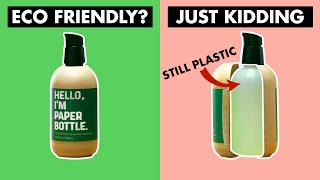 ECO FRIENDLY?
JUST KIDDING
STILL PLASTIC
HELLO,
I'M
PAPER
BOTTLE.